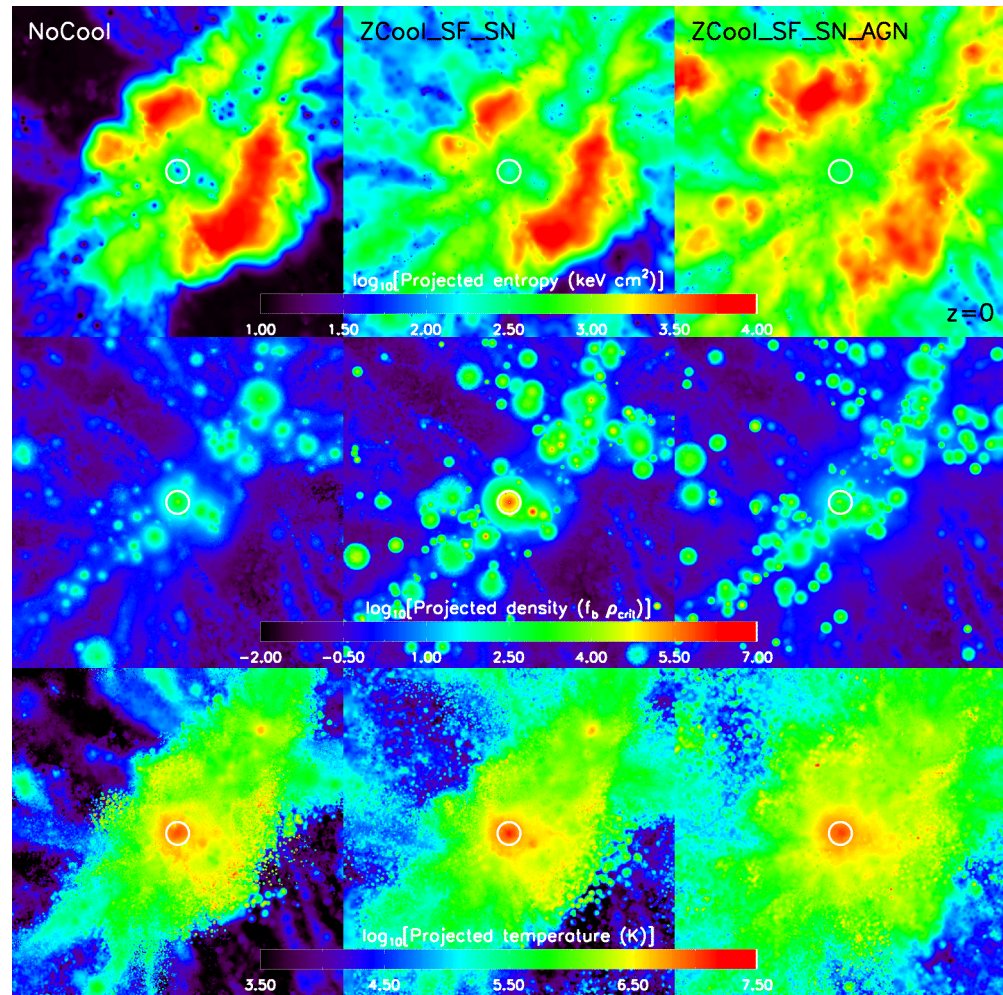 NoCool ZCool_SF_SN ZCool_SF_SN_AGN
log₁₀[Projected entropy (keV cm²)]
z=0
1.00 1.50 2.00 2.50 3.00 3.50 4.00
log₁₀[Projected density (f_b ρ_crit)]
−2.00 −0.50 1.00 2.50 4.00 5.50 7.00
log₁₀[Projected temperature (K)]
3.50 4.50 5.50 6.50 7.50